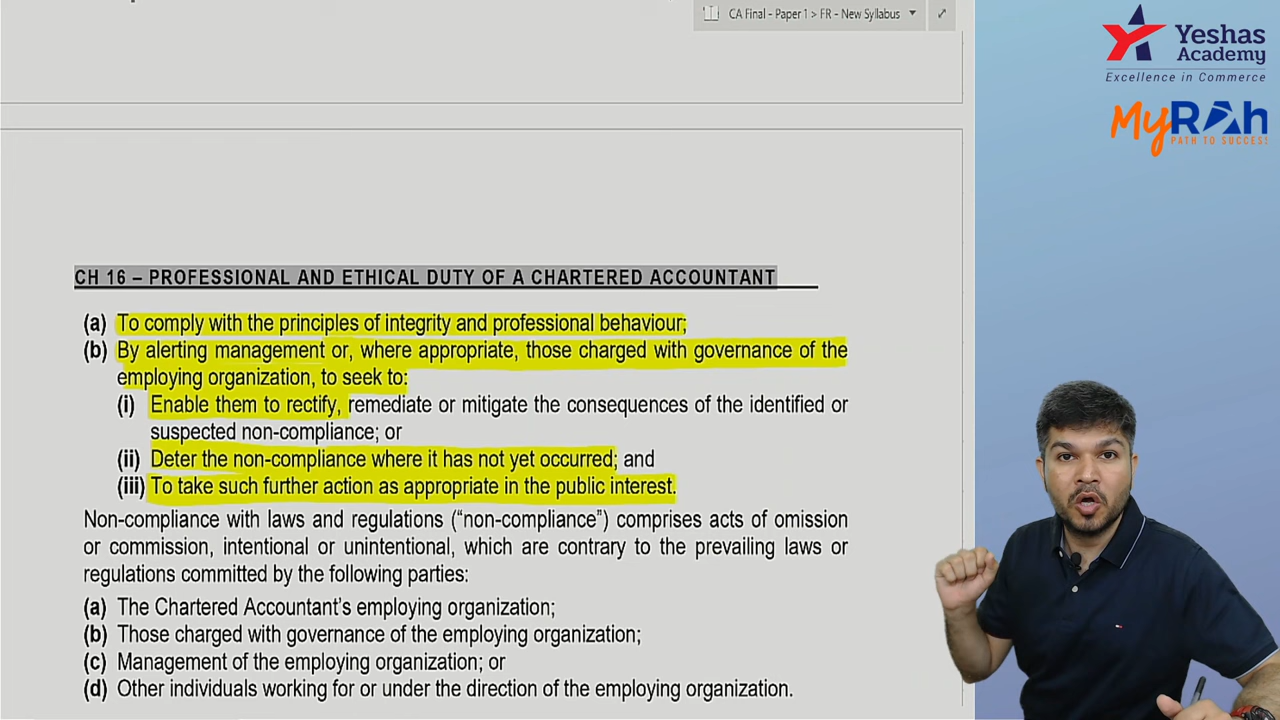 CA Final - Paper 1 > FR - New Syllabus
Yeshas
Academy
Excellence in Commerce
MyRAh
PATH TO SUCCESS
CH 16 – PROFESSIONAL AND ETHICAL DUTY OF A CHARTERED ACCOUNTANT
(a) To comply with the principles of integrity and professional behaviour;
(b) By alerting management or, where appropriate, those charged with governance of the
employing organization, to seek to:
(i) Enable them to rectify, remediate or mitigate the consequences of the identified or
suspected non-compliance; or
(ii) Deter the non-compliance where it has not yet occurred; and
(iii) To take such further action as appropriate in the public interest.
Non-compliance with laws and regulations (“non-compliance”) comprises acts of omission
or commission, intentional or unintentional, which are contrary to the prevailing laws or
regulations committed by the following parties:
(a) The Chartered Accountant’s employing organization;
(b) Those charged with governance of the employing organization;
(c) Management of the employing organization; or
(d) Other individuals working for or under the direction of the employing organization.